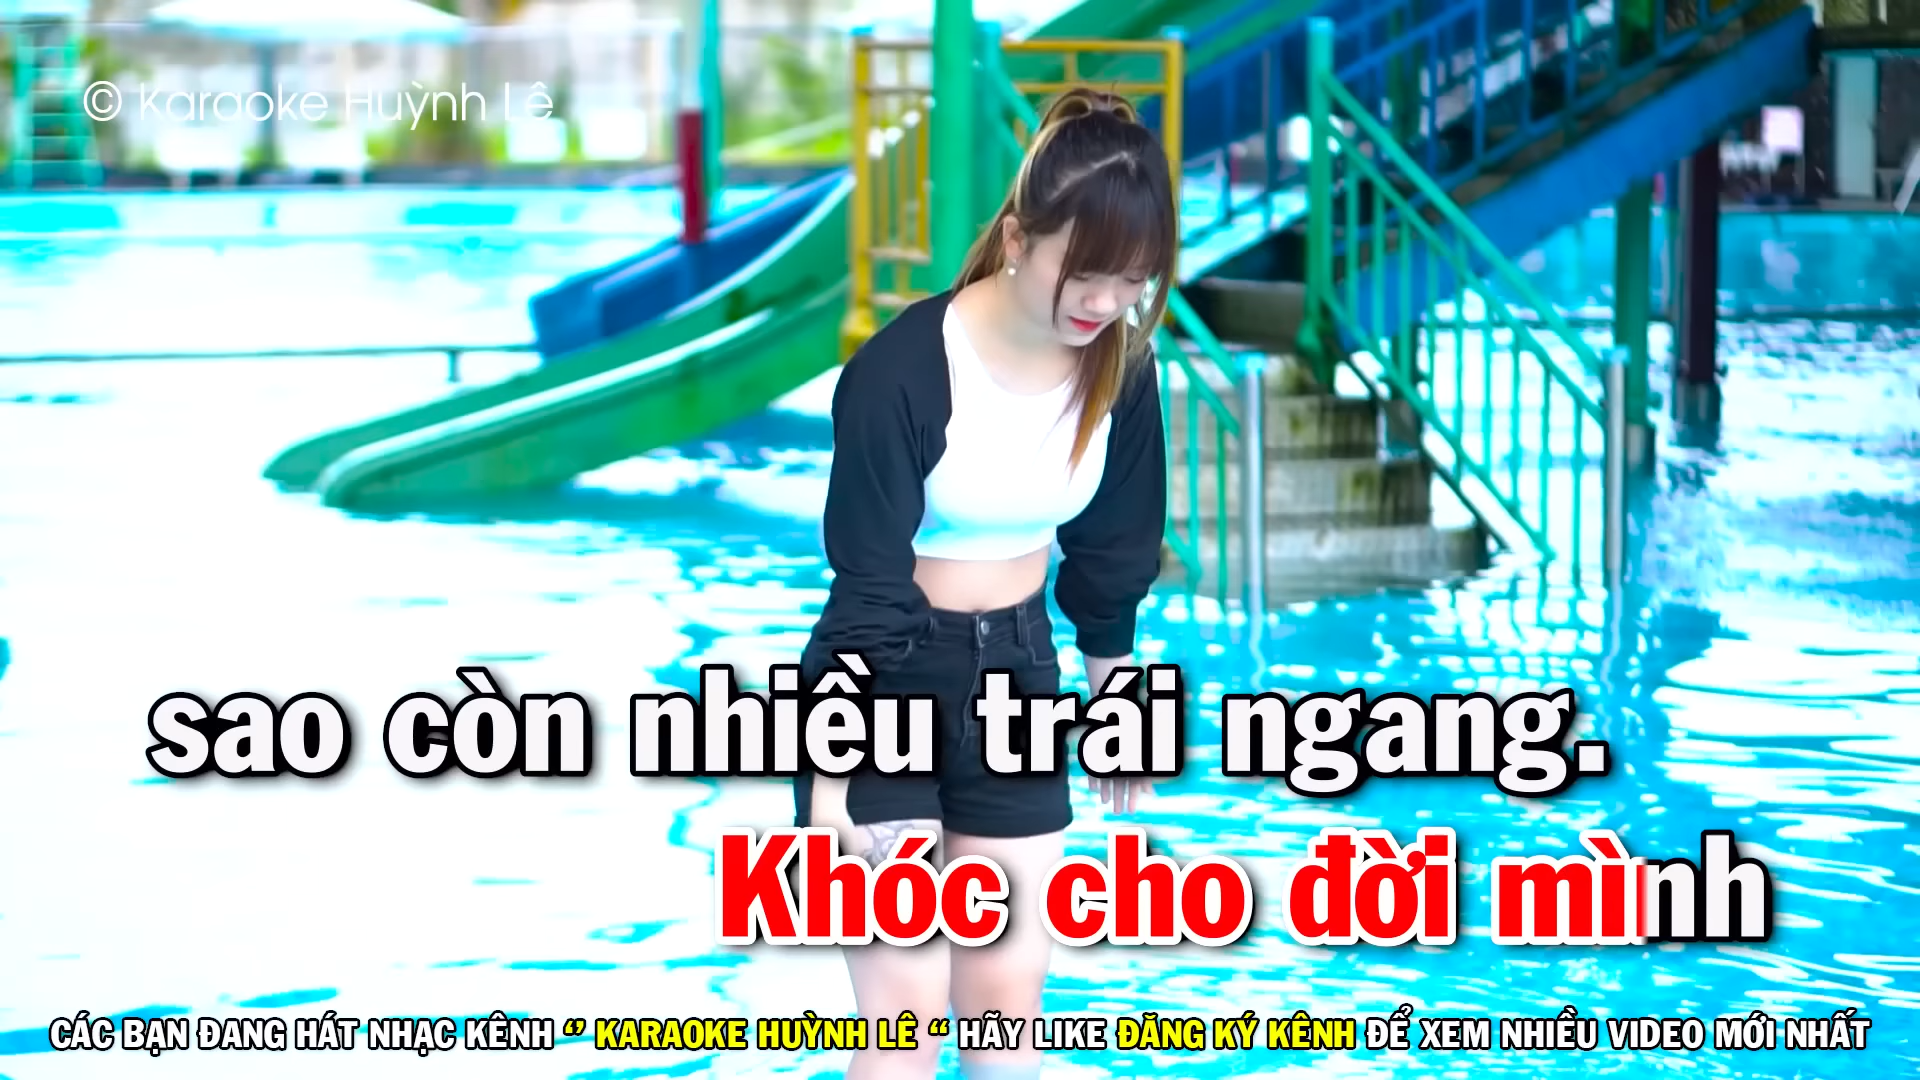 © Karaoke Huỳnh Lê
sao còn nhiều trái ngang.
Khóc cho đời mình
CÁC BẠN ĐANG HÁT NHẠC KÊNH “ KARAOKE HUỲNH LÊ “ HÃY LIKE ĐĂNG KÝ KÊNH ĐỂ XEM NHIỀU VIDEO MỚI NHẤT